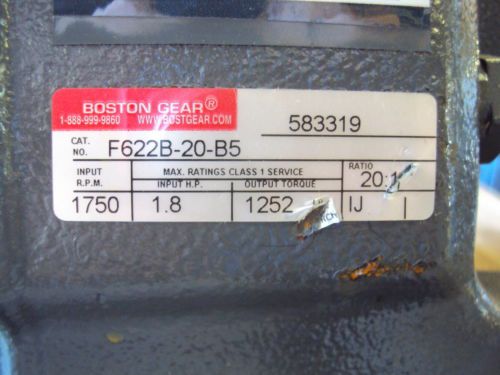 BOSTON GEAR®
1-888-999-9860 WWW.BOSTGEAR.COM
583319
CAT. NO. F622B-20-B5
INPUT R.P.M. MAX. RATINGS CLASS 1 SERVICE RATIO
INPUT H.P. OUTPUT TORQUE 20:1
1750 1.8 1252 IJ